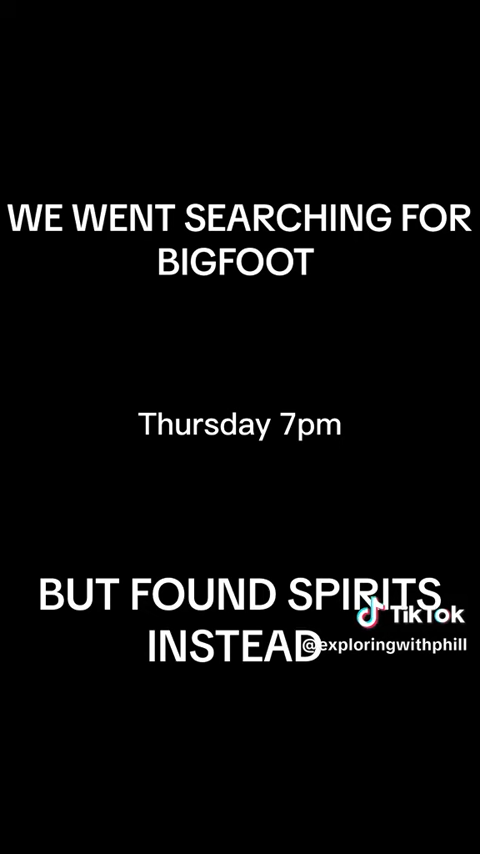 WE WENT SEARCHING FOR
BIGFOOT
Thursday 7pm
BUT FOUND SPIRITS
INSTEAD
TikTok
@exploringwithphill